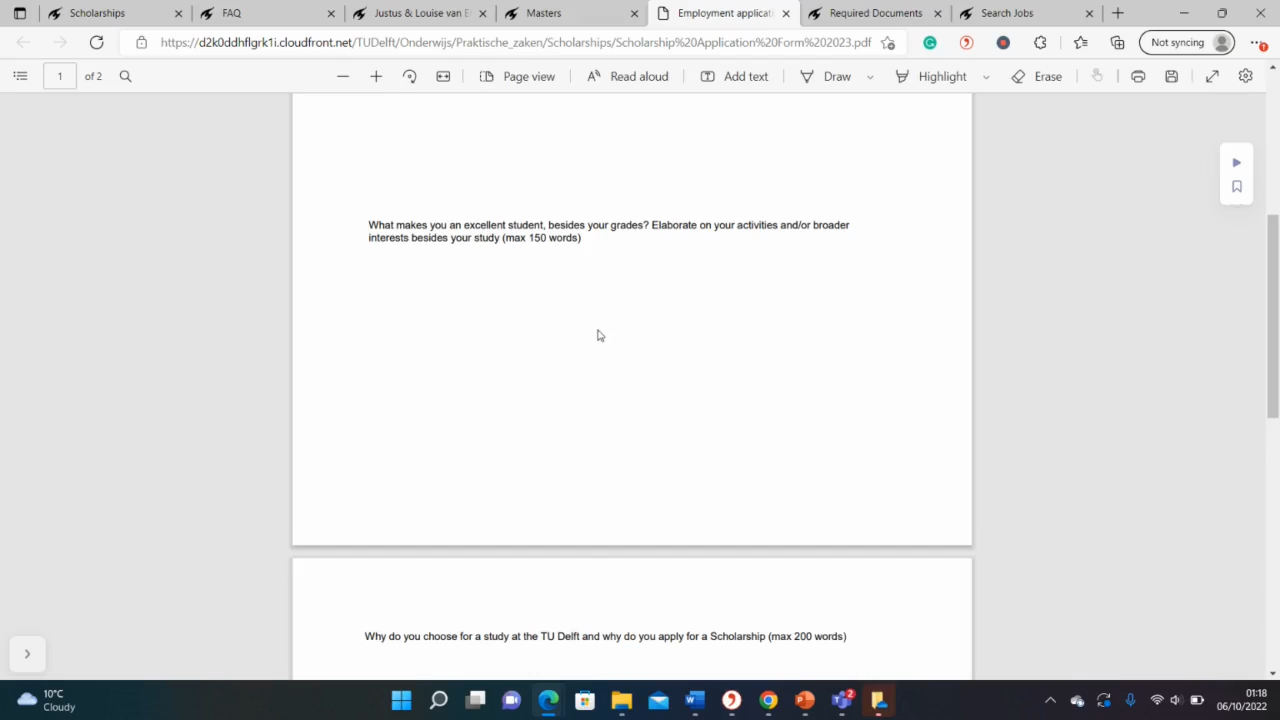 Scholarships
FAQ
Justus & Louise van E
Masters
Employment applicati
Required Documents
Search Jobs
https://d2k0ddhflgrk1i.cloudfront.net/TUDelft/Onderwijs/Praktische_zaken/Scholarships/Scholarship%20Application%20Form%202023.pdf
Not syncing
1 of 2
Page view
Read aloud
Add text
Draw
Highlight
Erase
What makes you an excellent student, besides your grades? Elaborate on your activities and/or broader
interests besides your study (max 150 words)
Why do you choose for a study at the TU Delft and why do you apply for a Scholarship (max 200 words)
10°C
Cloudy
2
01:18
06/10/2022